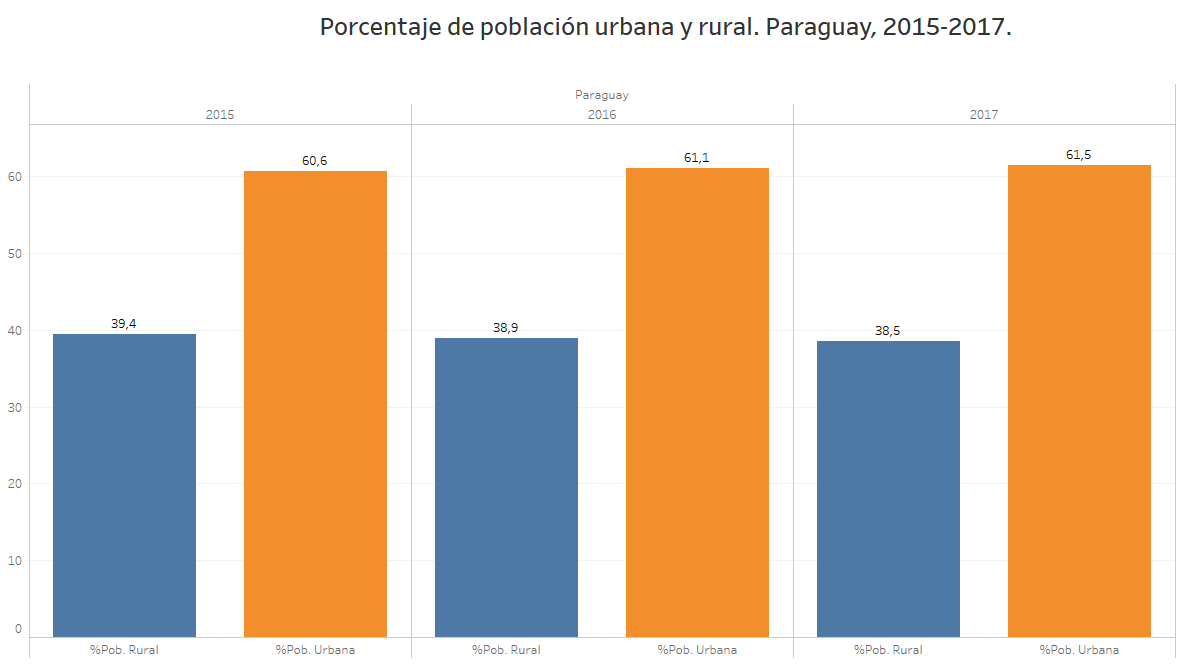 Porcentaje de población urbana y rural. Paraguay, 2015-2017.
Paraguay
2015 2016 2017
60,6 61,1 61,5
39,4 38,9 38,5
60
50
40
30
20
10
0
%Pob. Rural %Pob. Urbana %Pob. Rural %Pob. Urbana %Pob. Rural %Pob. Urbana